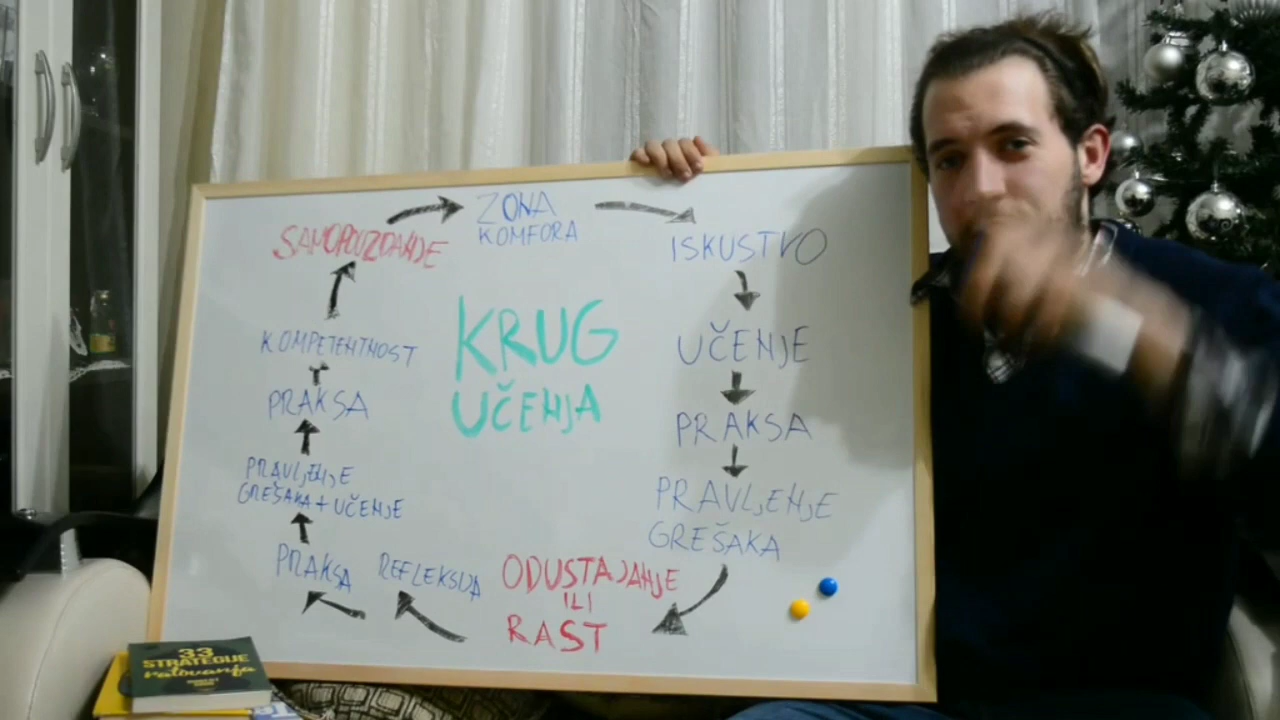 ZONA
KOMFORA
ISKUSTVO
UČENJE
PRAKSA
PRAVLJENJE
GREŠAKA
ODUSTAJANJE
ILI
RAST
REFLEKSIJA
PRAKSA
PRAVLJENJE
GREŠAKA + UČENJE
PRAKSA
KOMPETENTNOST
SAMOPOUZDANJE
KRUG
UČENJA
33
STRATEGIJE
ratovanja